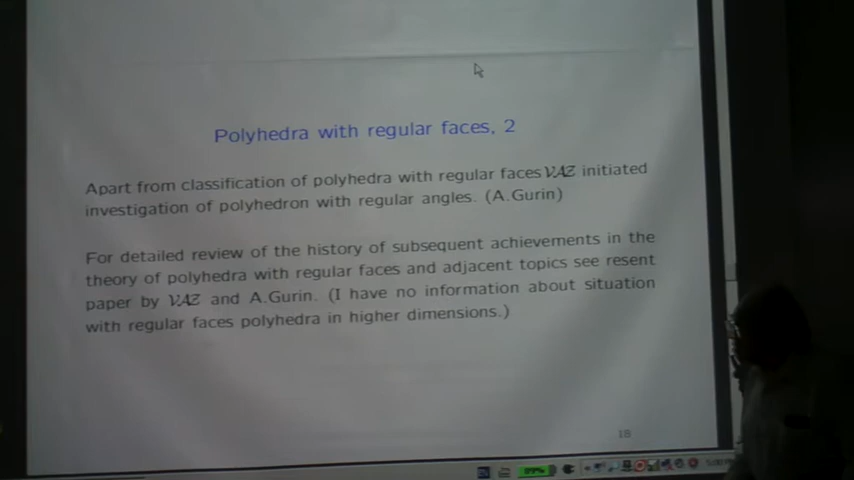 Polyhedra with regular faces, 2
Apart from classification of polyhedra with regular faces VAZ initiated
investigation of polyhedron with regular angles. (A.Gurin)
For detailed review of the history of subsequent achievements in the
theory of polyhedra with regular faces and adjacent topics see resent
paper by VAZ and A.Gurin. (I have no information about situation
with regular faces polyhedra in higher dimensions.)
18